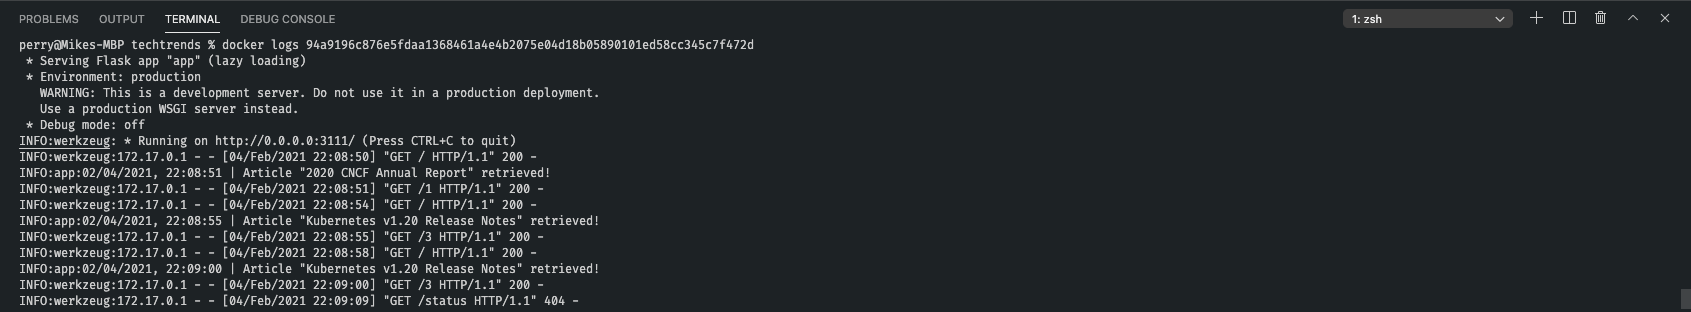 PROBLEMS OUTPUT TERMINAL DEBUG CONSOLE 1: zsh
perry@Mikes-MBP techtrends % docker logs 94a9196c876e5fdaa1368461a4e4b2075e04d18b05890101ed58cc345c7f472d
* Serving Flask app "app" (lazy loading)
* Environment: production
WARNING: This is a development server. Do not use it in a production deployment.
Use a production WSGI server instead.
* Debug mode: off
INFO:werkzeug: * Running on http://0.0.0.0:3111/ (Press CTRL+C to quit)
INFO:werkzeug:172.17.0.1 - - [04/Feb/2021 22:08:50] "GET / HTTP/1.1" 200 -
INFO:app:02/04/2021, 22:08:51 | Article "2020 CNCF Annual Report" retrieved!
INFO:werkzeug:172.17.0.1 - - [04/Feb/2021 22:08:51] "GET /1 HTTP/1.1" 200 -
INFO:werkzeug:172.17.0.1 - - [04/Feb/2021 22:08:54] "GET / HTTP/1.1" 200 -
INFO:app:02/04/2021, 22:08:55 | Article "Kubernetes v1.20 Release Notes" retrieved!
INFO:werkzeug:172.17.0.1 - - [04/Feb/2021 22:08:55] "GET /3 HTTP/1.1" 200 -
INFO:werkzeug:172.17.0.1 - - [04/Feb/2021 22:08:58] "GET / HTTP/1.1" 200 -
INFO:app:02/04/2021, 22:09:00 | Article "Kubernetes v1.20 Release Notes" retrieved!
INFO:werkzeug:172.17.0.1 - - [04/Feb/2021 22:09:00] "GET /3 HTTP/1.1" 200 -
INFO:werkzeug:172.17.0.1 - - [04/Feb/2021 22:09:09] "GET /status HTTP/1.1" 404 -